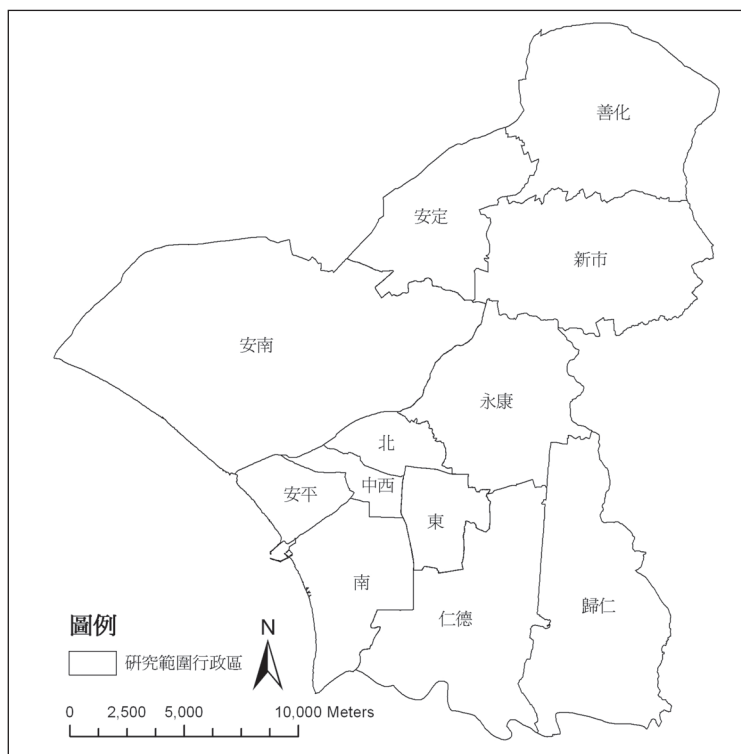 善化
安定
新市
安南
永康
北
中西
安平
東
南
仁德
歸仁
圖例
N
研究範圍行政區
0 2,500 5,000 10,000 Meters